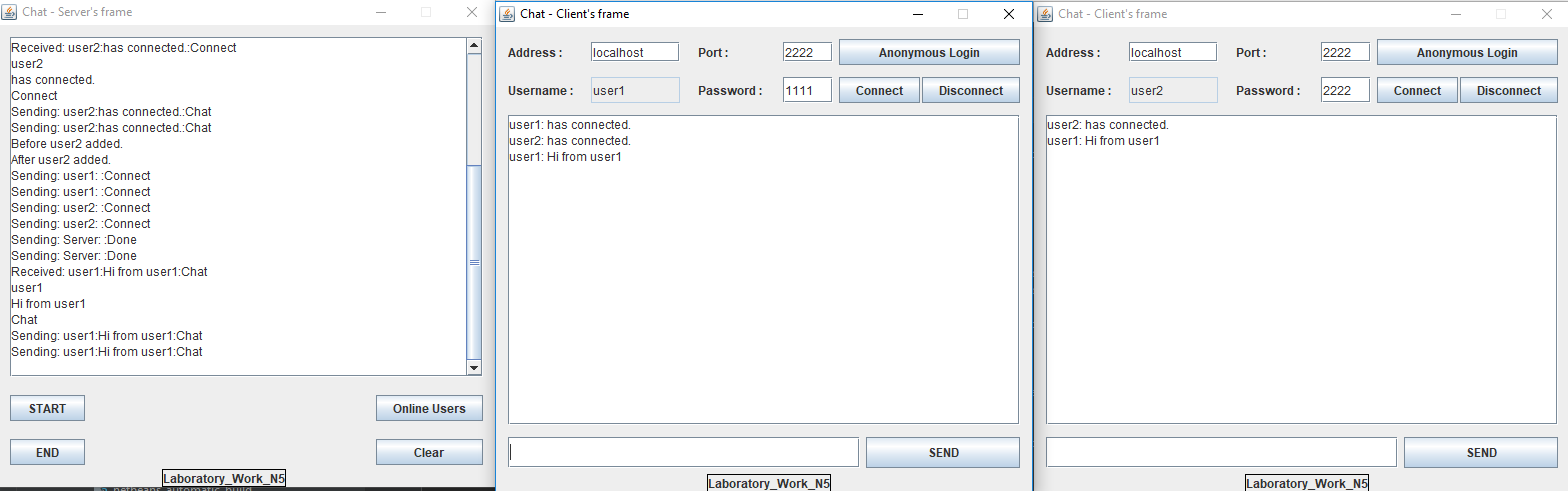 Chat - Server's frame
Received: user2:has connected.:Connect
user2
has connected.
Connect
Sending: user2:has connected.:Chat
Sending: user2:has connected.:Chat
Before user2 added.
After user2 added.
Sending: user1: :Connect
Sending: user1: :Connect
Sending: user2: :Connect
Sending: user2: :Connect
Sending: Server: :Done
Sending: Server: :Done
Received: user1:Hi from user1:Chat
user1
Hi from user1
Chat
Sending: user1:Hi from user1:Chat
Sending: user1:Hi from user1:Chat
START Online Users
END Clear
Laboratory_Work_N5
netbeans_automatic_build
Chat - Client's frame
Address : localhost Port : 2222 Anonymous Login
Username : user1 Password : 1111 Connect Disconnect
user1: has connected.
user2: has connected.
user1: Hi from user1
SEND
Laboratory_Work_N5
Chat - Client's frame
Address : localhost Port : 2222 Anonymous Login
Username : user2 Password : 2222 Connect Disconnect
user2: has connected.
user1: Hi from user1
SEND
Laboratory_Work_N5